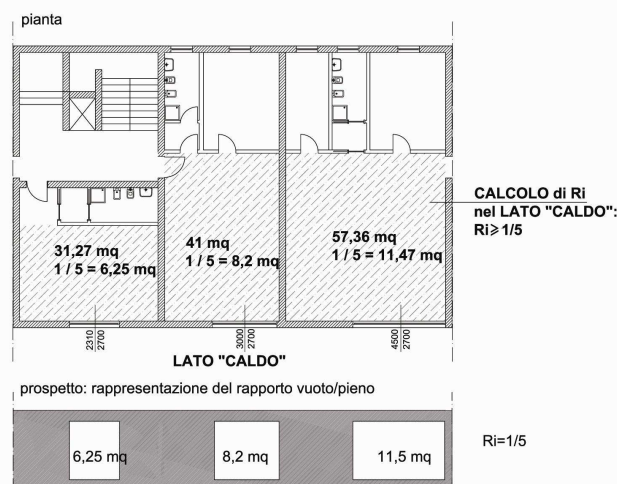 pianta
CALCOLO di Ri
nel LATO "CALDO":
Ri⩾1/5
31,27 mq
1 / 5 = 6,25 mq
41 mq
1 / 5 = 8,2 mq
57,36 mq
1 / 5 = 11,47 mq
2310
2700
3000
2700
4500
2700
LATO "CALDO"
prospetto: rappresentazione del rapporto vuoto/pieno
6,25 mq
8,2 mq
11,5 mq
Ri=1/5